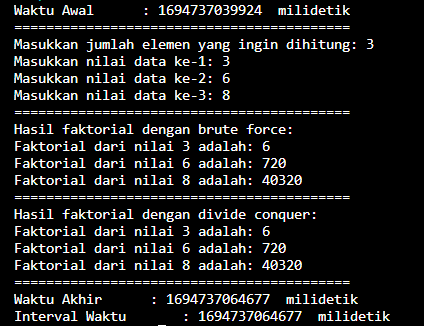 Waktu Awal      : 1694737039924  milidetik
==========================================
Masukkan jumlah elemen yang ingin dihitung: 3
Masukkan nilai data ke-1: 3
Masukkan nilai data ke-2: 6
Masukkan nilai data ke-3: 8
==========================================
Hasil faktorial dengan brute force:
Faktorial dari nilai 3 adalah: 6
Faktorial dari nilai 6 adalah: 720
Faktorial dari nilai 8 adalah: 40320
==========================================
Hasil faktorial dengan divide conquer:
Faktorial dari nilai 3 adalah: 6
Faktorial dari nilai 6 adalah: 720
Faktorial dari nilai 8 adalah: 40320
==========================================
Waktu Akhir      : 1694737064677  milidetik
Interval Waktu      : 1694737064677  milidetik